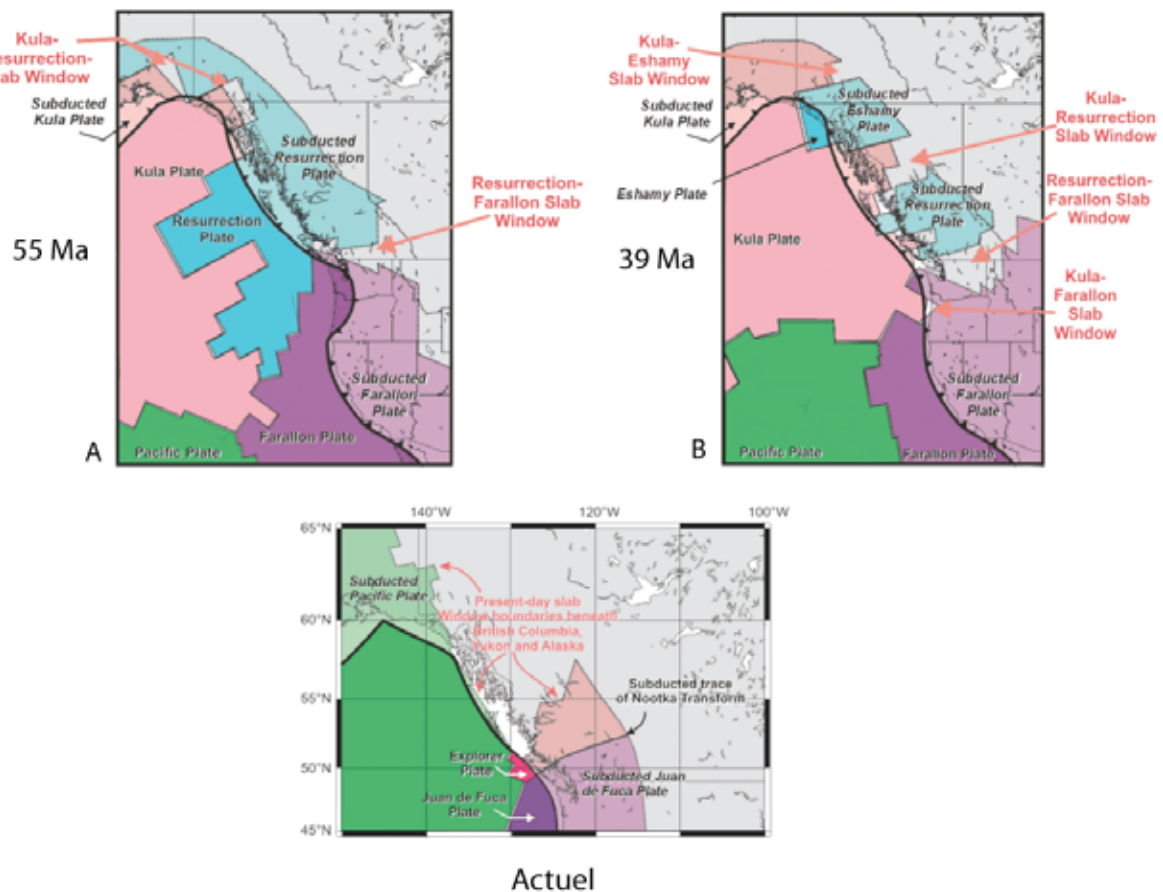 Kula-
esurrection-
lab Window
Subducted
Kula Plate
Kula Plate
Resurrection
Plate
Subducted
Resurrection
Plate
Resurrection-
Farallon Slab
Window
55 Ma
Subducted
Farallon
Plate
Farallon Plate
Pacific Plate
A
Kula-
Eshamy
Slab Window
Subducted
Kula Plate
Subducted
Eshamy
Plate
Kula-
Resurrection
Slab Window
Eshamy Plate
Resurrection-
Farallon Slab
Window
Subducted
Resurrection
Plate
Kula Plate
39 Ma
Kula-
Farallon
Slab
Window
Subducted
Farallon
Plate
Pacific Plate
Farallon Plate
B
140°W
120°W
100°W
65°N
60°N
55°N
50°N
45°N
Subducted
Pacific Plate
Present-day slab
Window boundaries beneath
British Columbia,
Yukon and Alaska
Subducted trace
of Nootka Transform
Explorer
Plate
Subducted Juan
de Fuca Plate
Juan de Fuca
Plate
Actuel